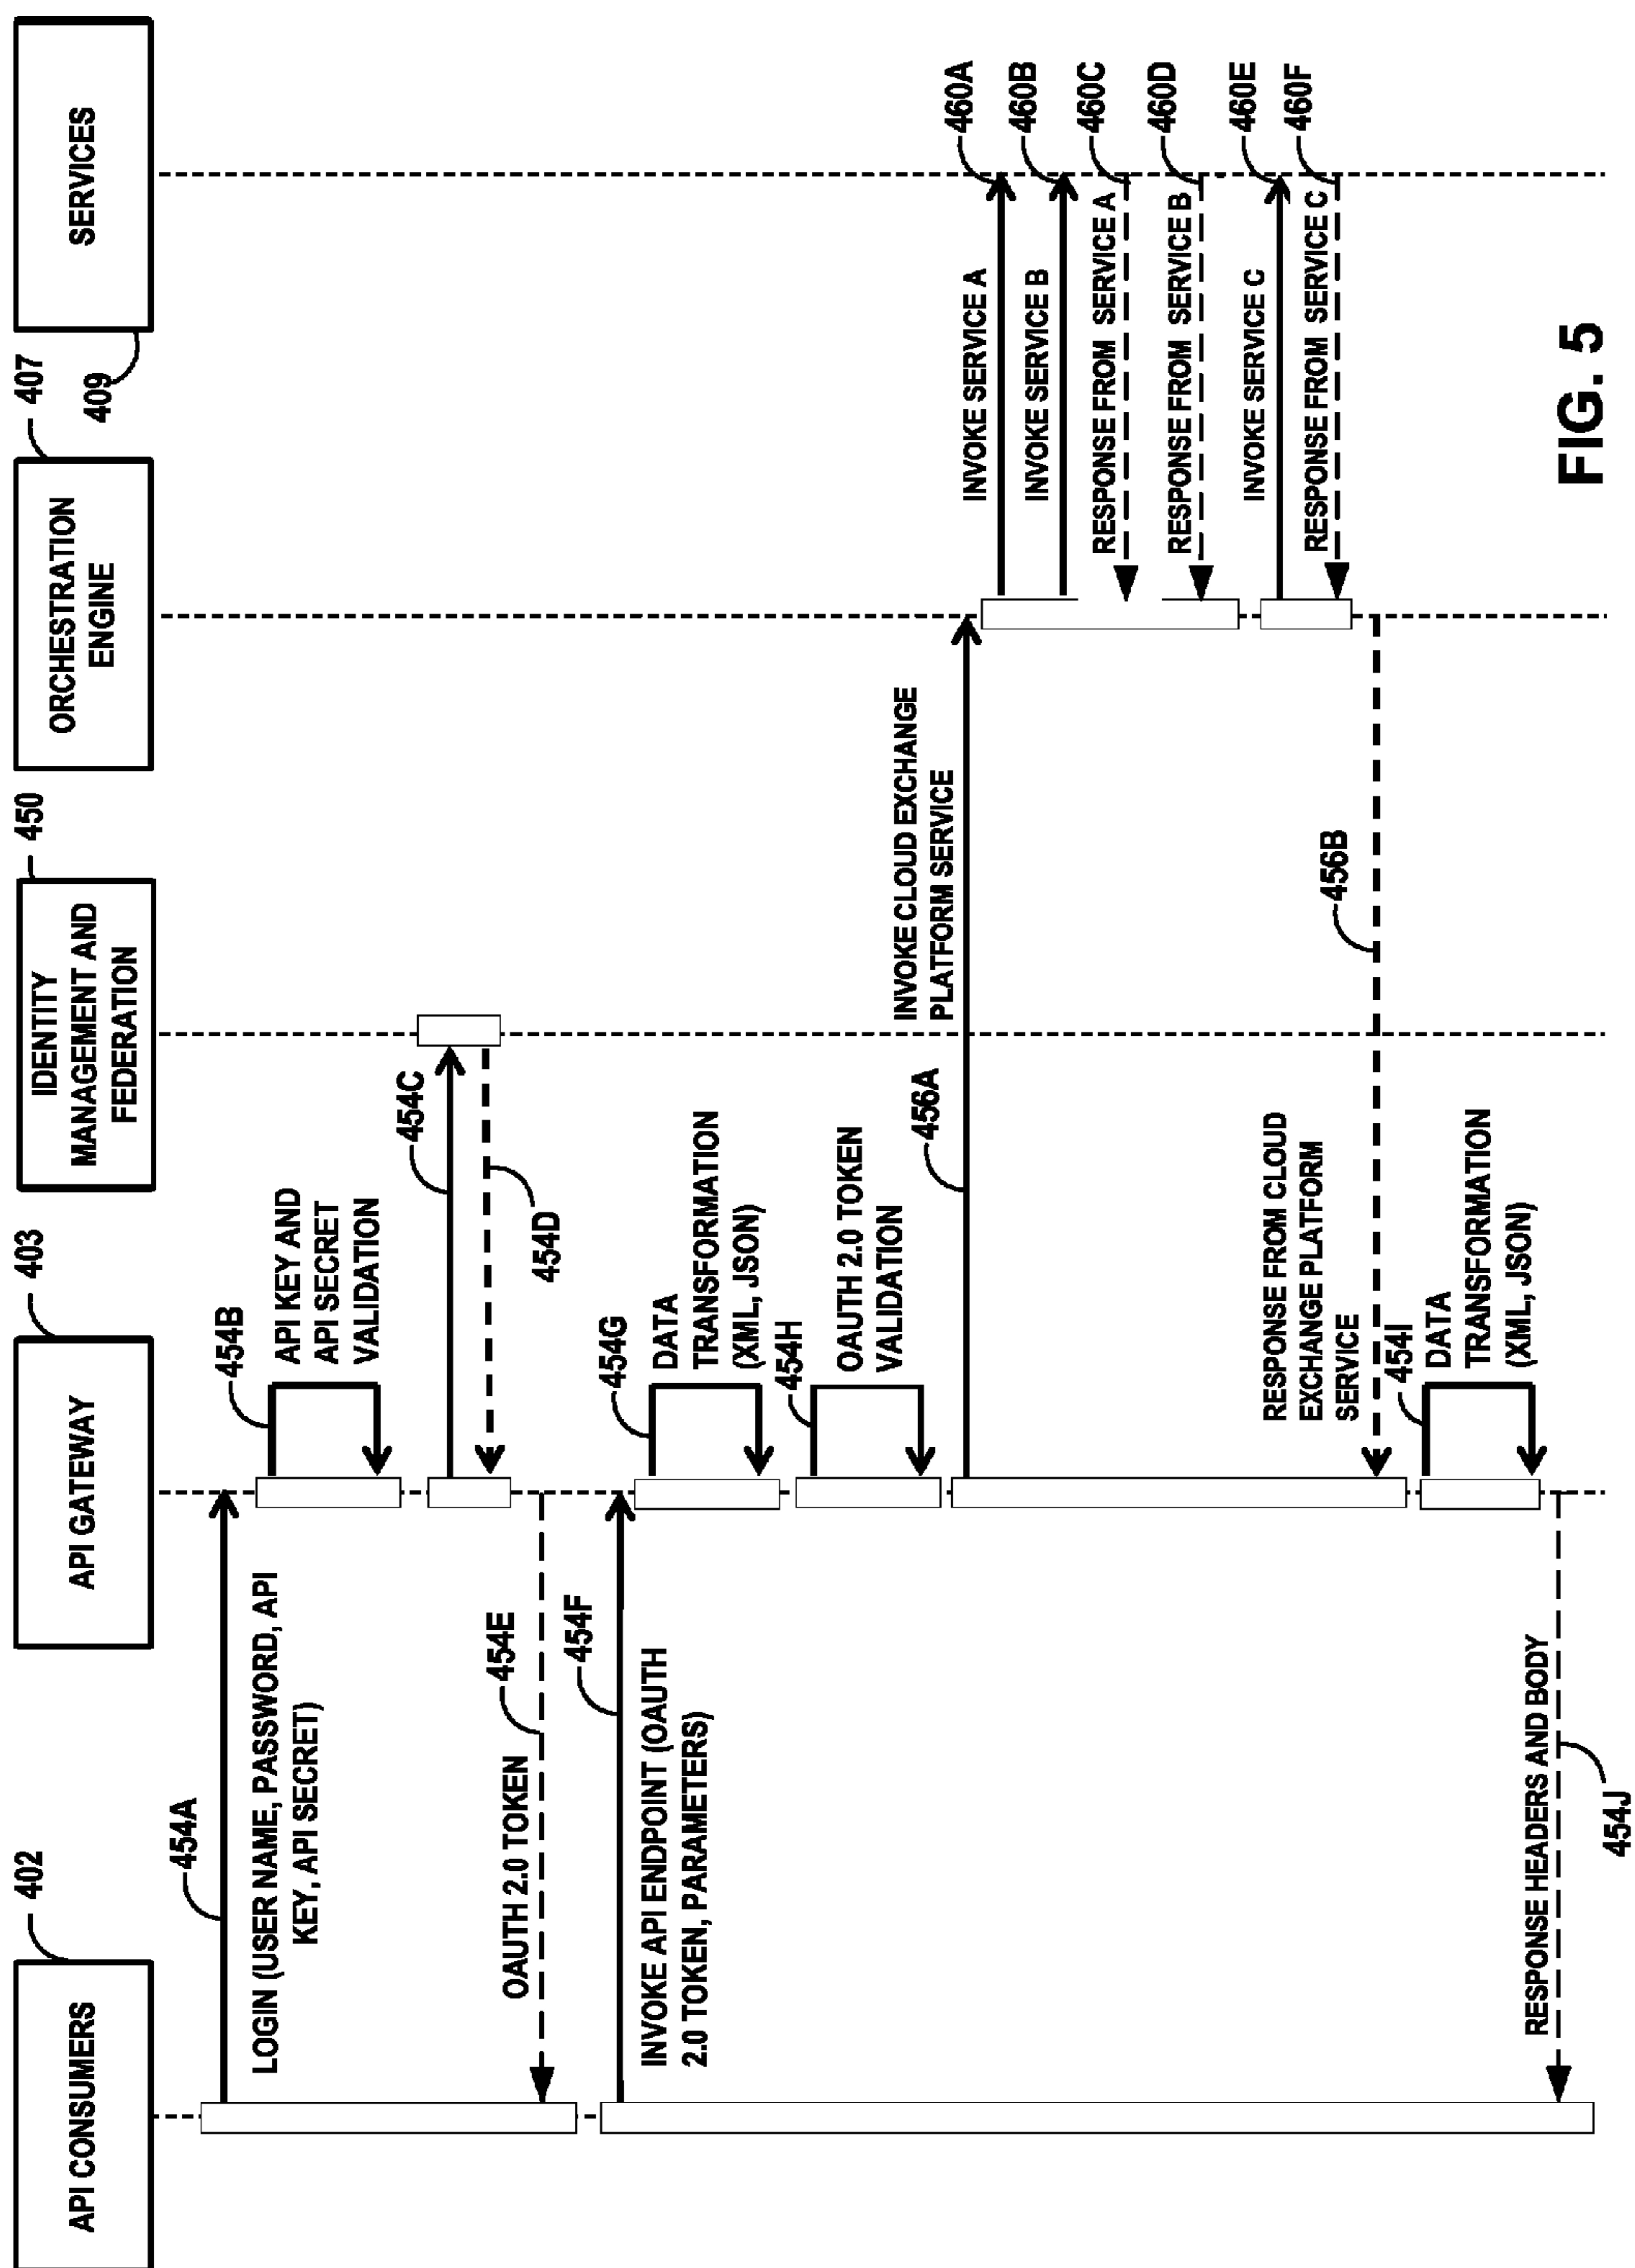 API CONSUMERS
402
API GATEWAY
403
IDENTITY
MANAGEMENT AND
FEDERATION
450
ORCHESTRATION
ENGINE
407
SERVICES
409
454A
LOGIN (USER NAME, PASSWORD, API
KEY, API SECRET)
454B
API KEY AND
API SECRET
VALIDATION
454C
454D
454E
OAUTH 2.0 TOKEN
454F
INVOKE API ENDPOINT (OAUTH
2.0 TOKEN, PARAMETERS)
454G
DATA
TRANSFORMATION
(XML, JSON)
454H
OAUTH 2.0 TOKEN
VALIDATION
456A
INVOKE CLOUD EXCHANGE
PLATFORM SERVICE
INVOKE SERVICE A
460A
INVOKE SERVICE B
460B
RESPONSE FROM SERVICE A
460C
RESPONSE FROM SERVICE B
460D
INVOKE SERVICE C
460E
RESPONSE FROM SERVICE C
460F
RESPONSE FROM CLOUD
EXCHANGE PLATFORM
SERVICE
456B
454I
DATA
TRANSFORMATION
(XML, JSON)
RESPONSE HEADERS AND BODY
454J
FIG. 5